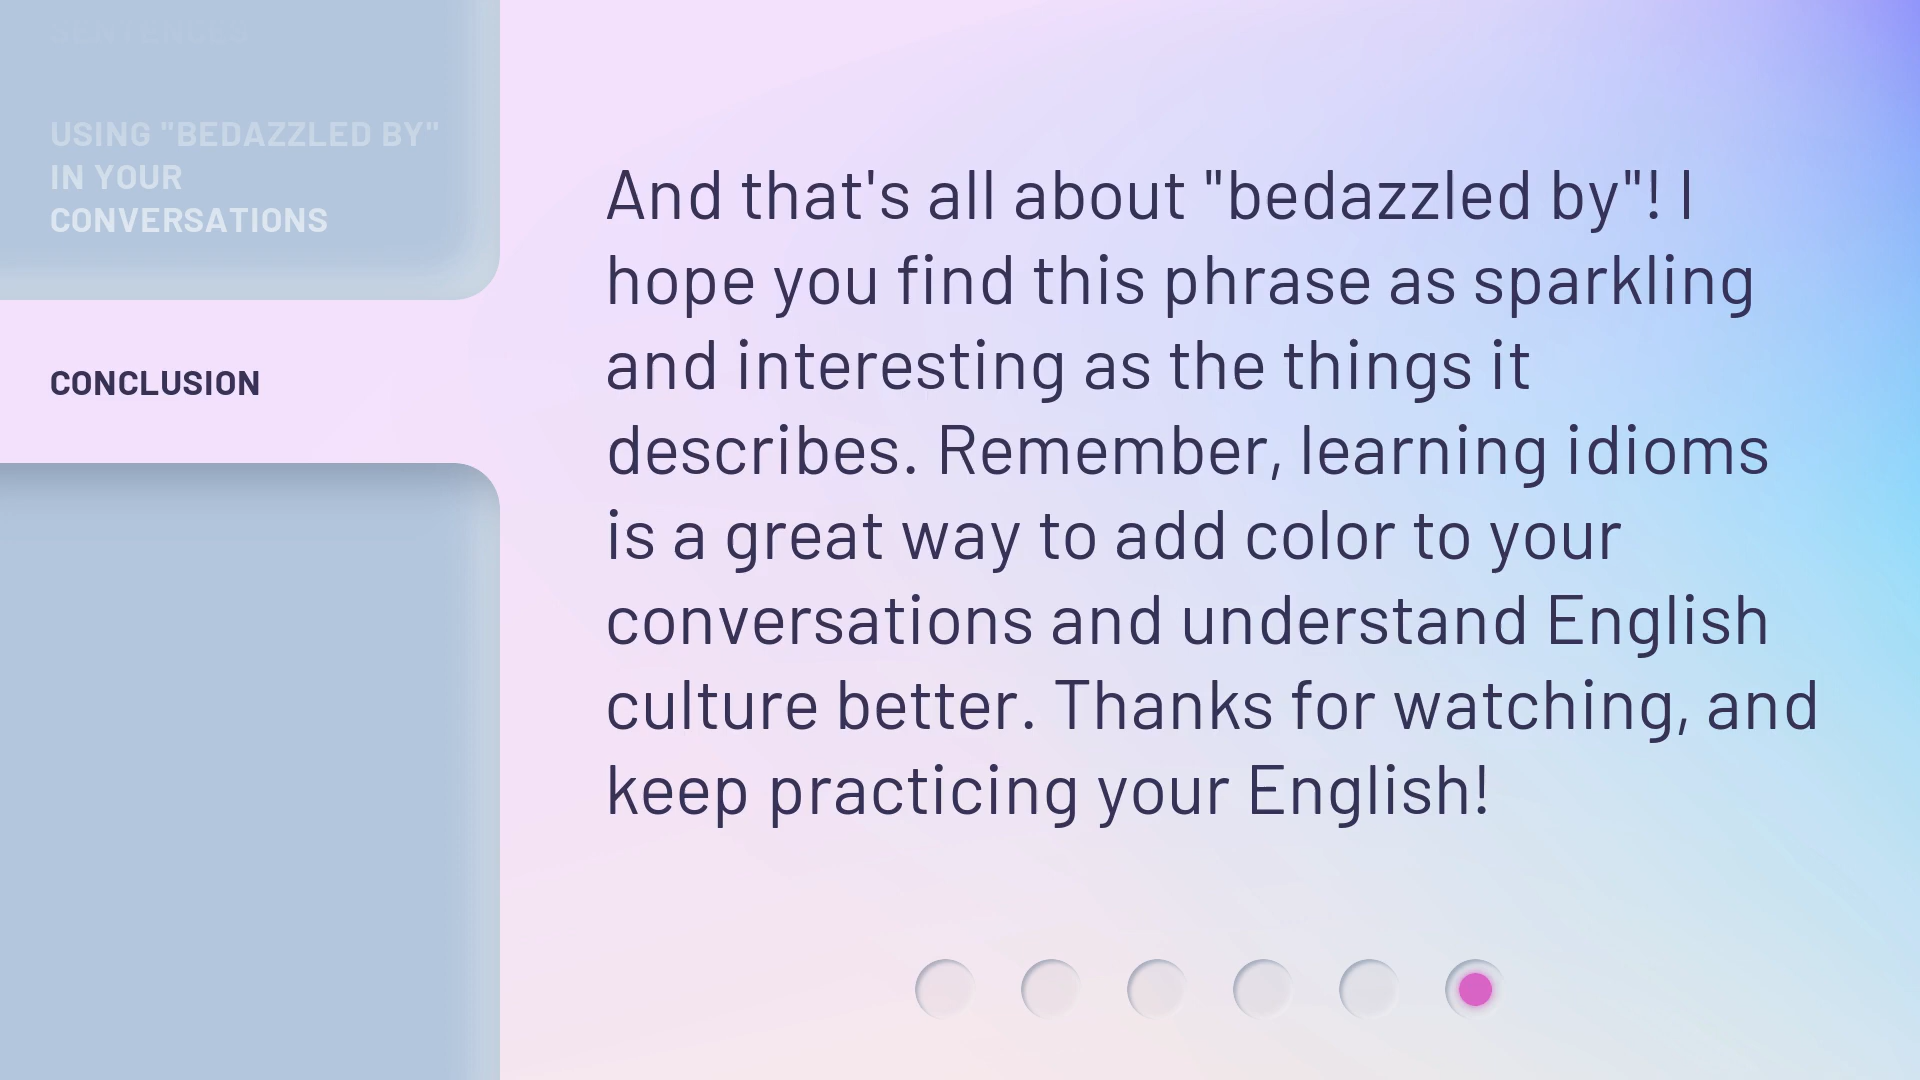 USING "BEDAZZLED BY"
IN YOUR
CONVERSATIONS
CONCLUSION
And that's all about "bedazzled by"! I
hope you find this phrase as sparkling
and interesting as the things it
describes. Remember, learning idioms
is a great way to add color to your
conversations and understand English
culture better. Thanks for watching, and
keep practicing your English!